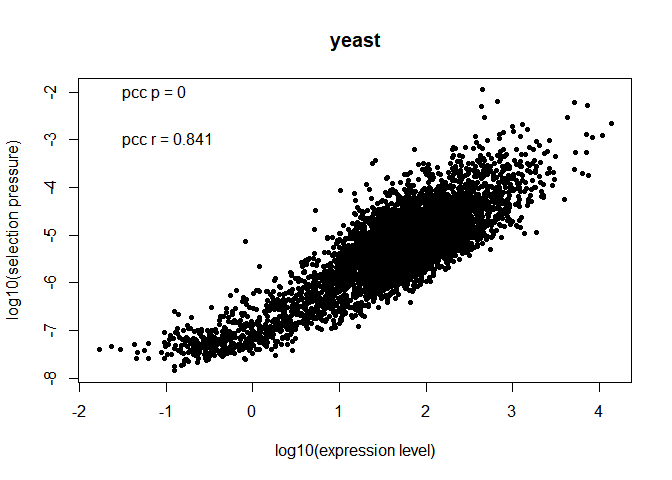 yeast
pcc p = 0
pcc r = 0.841
log10(selection pressure)
-2
-3
-4
-5
-6
-7
-8
-2 -1 0 1 2 3 4
log10(expression level)